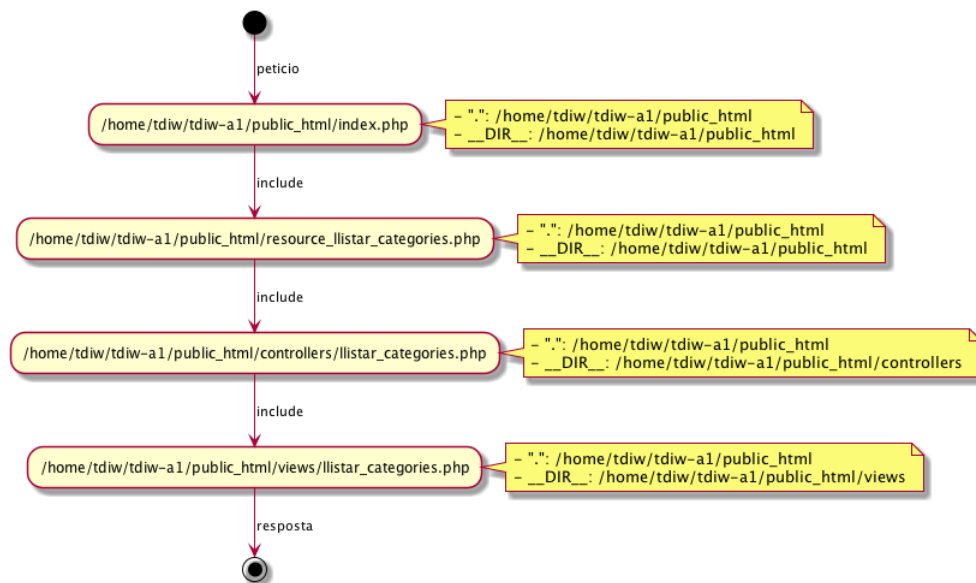 peticio
/home/tdiw/tdiw-a1/public_html/index.php
- ".": /home/tdiw/tdiw-a1/public_html
- __DIR__: /home/tdiw/tdiw-a1/public_html
include
/home/tdiw/tdiw-a1/public_html/resource_llistar_categories.php
- ".": /home/tdiw/tdiw-a1/public_html
- __DIR__: /home/tdiw/tdiw-a1/public_html
include
/home/tdiw/tdiw-a1/public_html/controllers/llistar_categories.php
- ".": /home/tdiw/tdiw-a1/public_html
- __DIR__: /home/tdiw/tdiw-a1/public_html/controllers
include
/home/tdiw/tdiw-a1/public_html/views/llistar_categories.php
- ".": /home/tdiw/tdiw-a1/public_html
- __DIR__: /home/tdiw/tdiw-a1/public_html/views
resposta